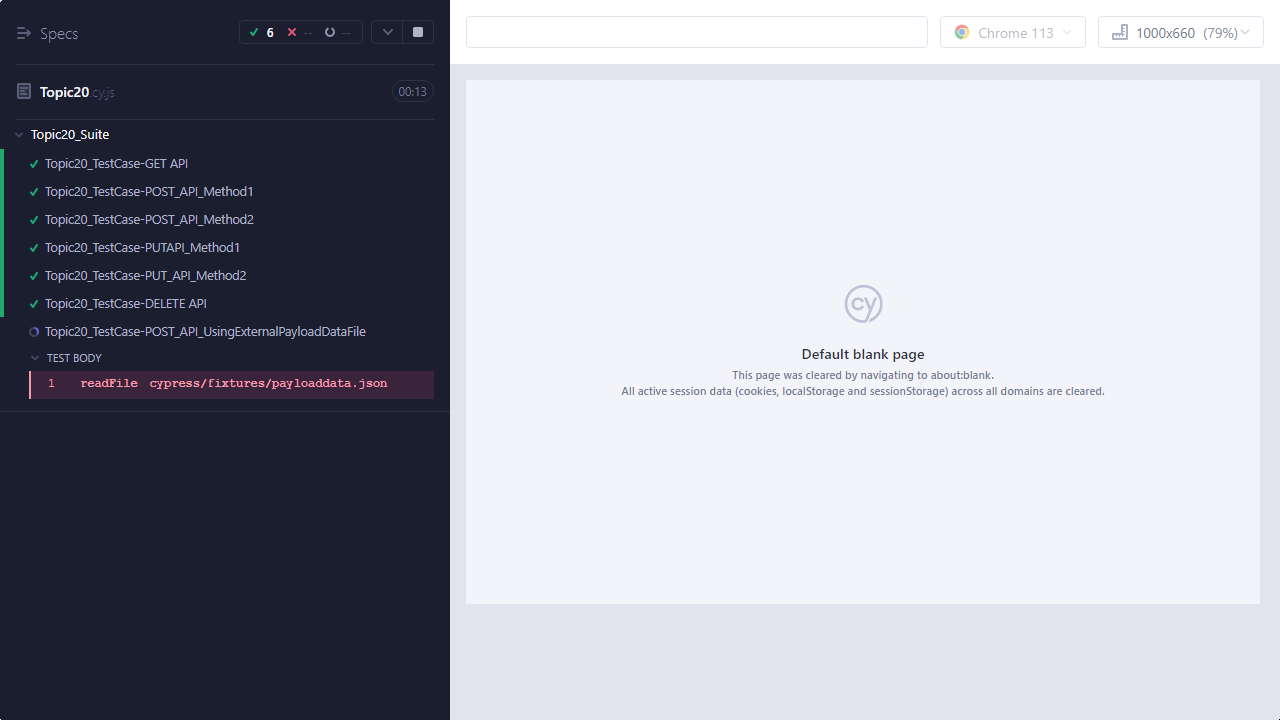 Specs
6 -- --
Topic20.cy.js
00:13
Topic20_Suite
Topic20_TestCase-GET API
Topic20_TestCase-POST_API_Method1
Topic20_TestCase-POST_API_Method2
Topic20_TestCase-PUTAPI_Method1
Topic20_TestCase-PUT_API_Method2
Topic20_TestCase-DELETE API
Topic20_TestCase-POST_API_UsingExternalPayloadDataFile
TEST BODY
1 readFile cypress/fixtures/payloaddata.json
Chrome 113
1000x660 (79%)
cy
Default blank page
This page was cleared by navigating to about:blank.
All active session data (cookies, localStorage and sessionStorage) across all domains are cleared.